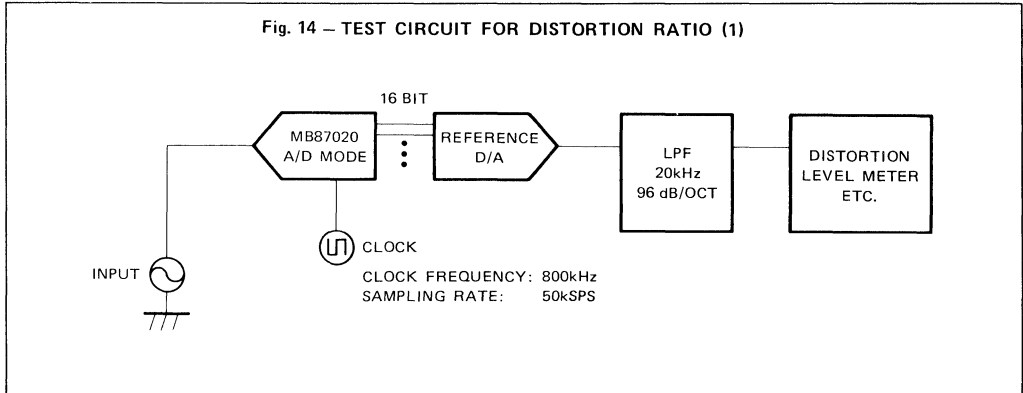 Fig. 14 – TEST CIRCUIT FOR DISTORTION RATIO (1)
16 BIT
MB87020
A/D MODE
REFERENCE
D/A
LPF
20kHz
96 dB/OCT
DISTORTION
LEVEL METER
ETC.
CLOCK
INPUT
CLOCK FREQUENCY: 800kHz
SAMPLING RATE: 50kSPS